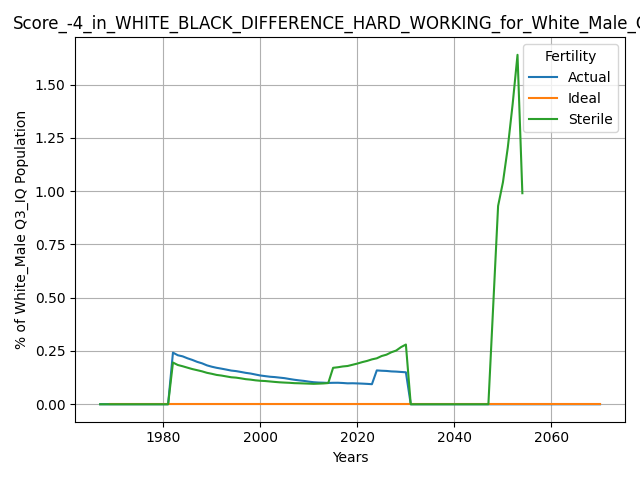 Score_-4_in_WHITE_BLACK_DIFFERENCE_HARD_WORKING_for_White_Male_
Fertility
Actual
Ideal
Sterile
% of White_Male Q3_IQ Population
1.50
1.25
1.00
0.75
0.50
0.25
0.00
1980
2000
2020
2040
2060
Years